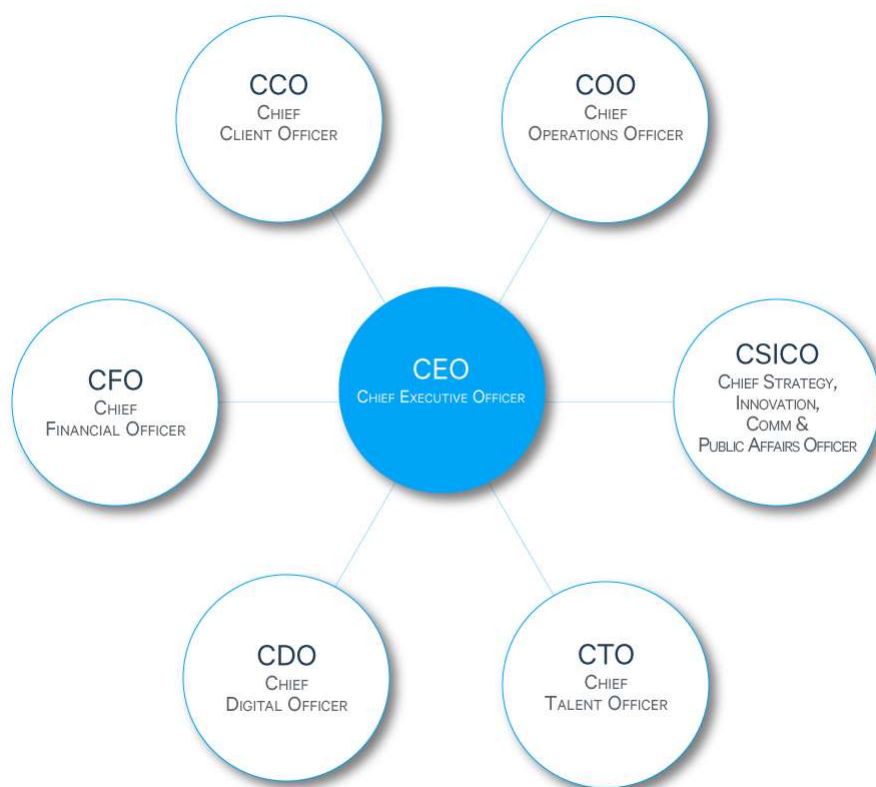 CCO
Chief
Client Officer
COO
Chief
Operations Officer
CFO
Chief
Financial Officer
CEO
Chief Executive Officer
CSICO
Chief Strategy,
Innovation,
Comm &
Public Affairs Officer
CDO
Chief
Digital Officer
CTO
Chief
Talent Officer